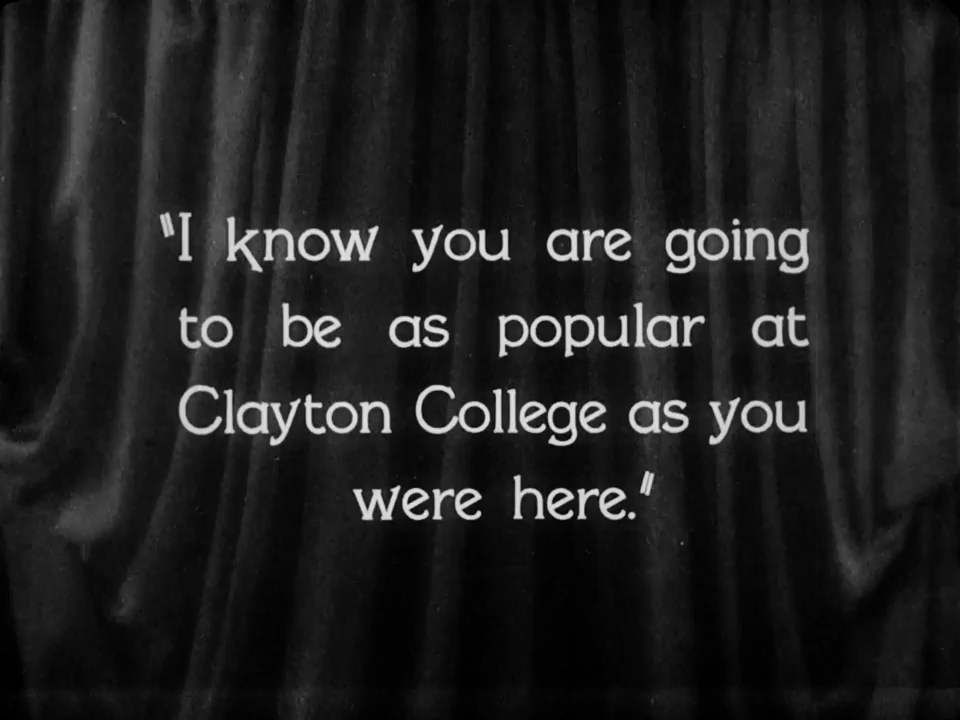 "I know you are going
to be as popular at
Clayton College as you
were here."